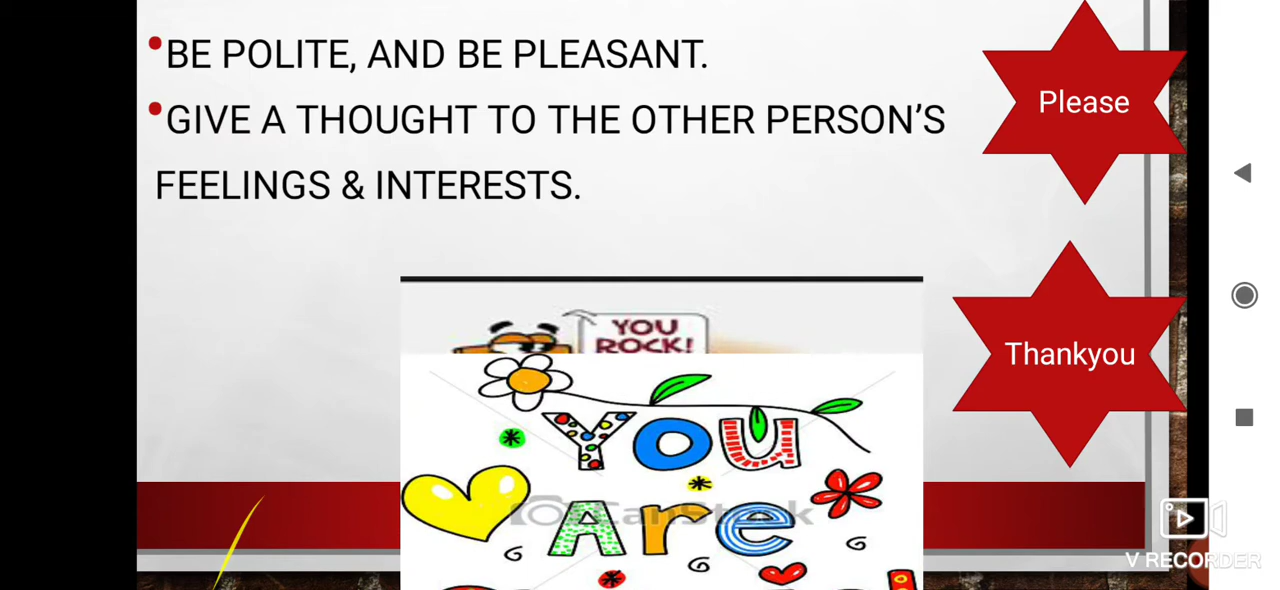 •BE POLITE, AND BE PLEASANT.
•GIVE A THOUGHT TO THE OTHER PERSON’S
FEELINGS & INTERESTS.
Please
Thankyou
YOU
ROCK!
You
Are
CanStock
V RECORDER